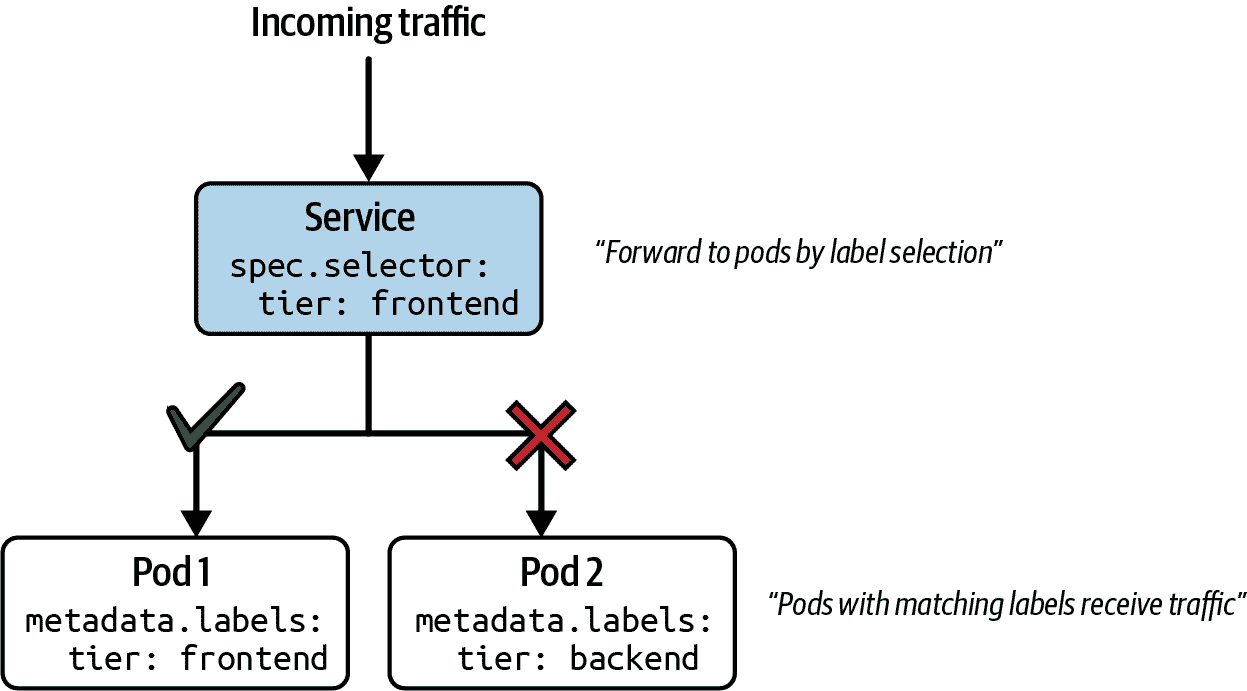 Incoming traffic
Service
spec.selector:
tier: frontend
“Forward to pods by label selection”
Pod 1
metadata.labels:
tier: frontend
Pod 2
metadata.labels:
tier: backend
“Pods with matching labels receive traffic”